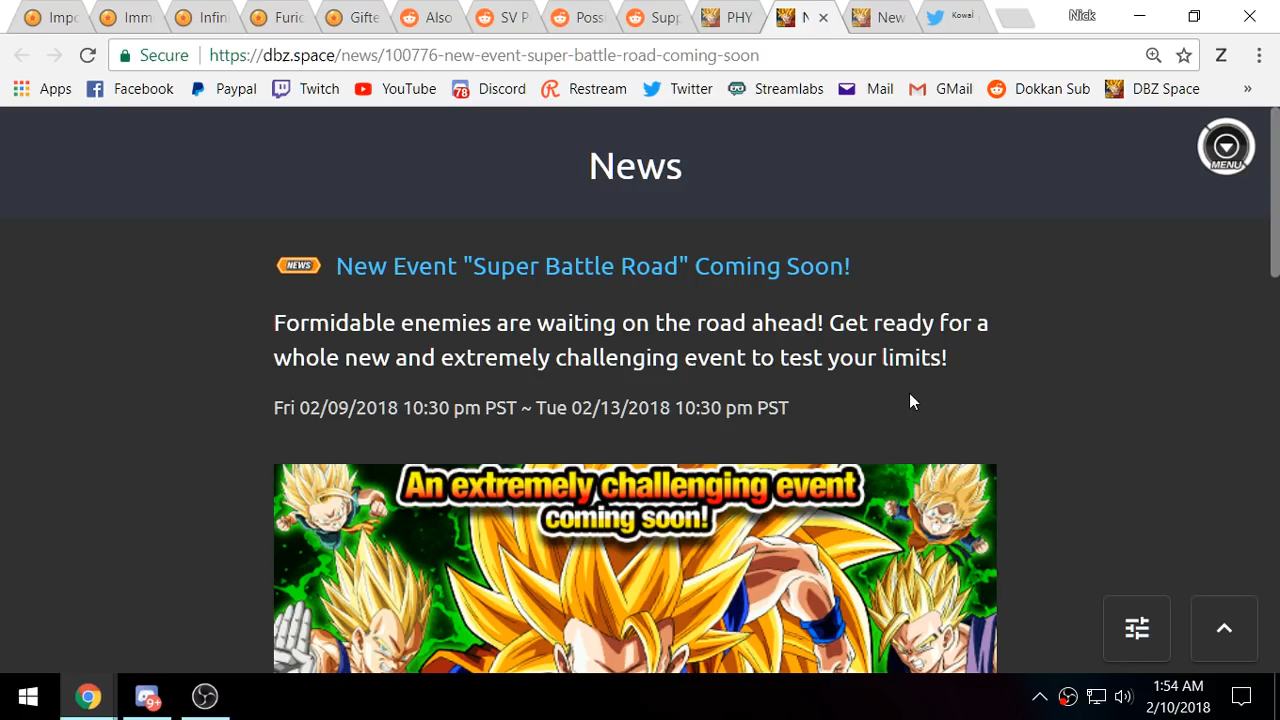 Impo
Imm
Infin
Furic
Gifte
Also
SV P
Possi
Supp
PHY
N
New
Kowai
Nick
Secure
https://dbz.space/news/100776-new-event-super-battle-road-coming-soon
Z
Apps
Facebook
Paypal
Twitch
YouTube
78 Discord
Restream
Twitter
Streamlabs
Mail
GMail
Dokkan Sub
DBZ Space
»
News
MENU
NEWS New Event "Super Battle Road" Coming Soon!
Formidable enemies are waiting on the road ahead! Get ready for a
whole new and extremely challenging event to test your limits!
Fri 02/09/2018 10:30 pm PST ~ Tue 02/13/2018 10:30 pm PST
An extremely challenging event
coming soon!
9+
1:54 AM
2/10/2018